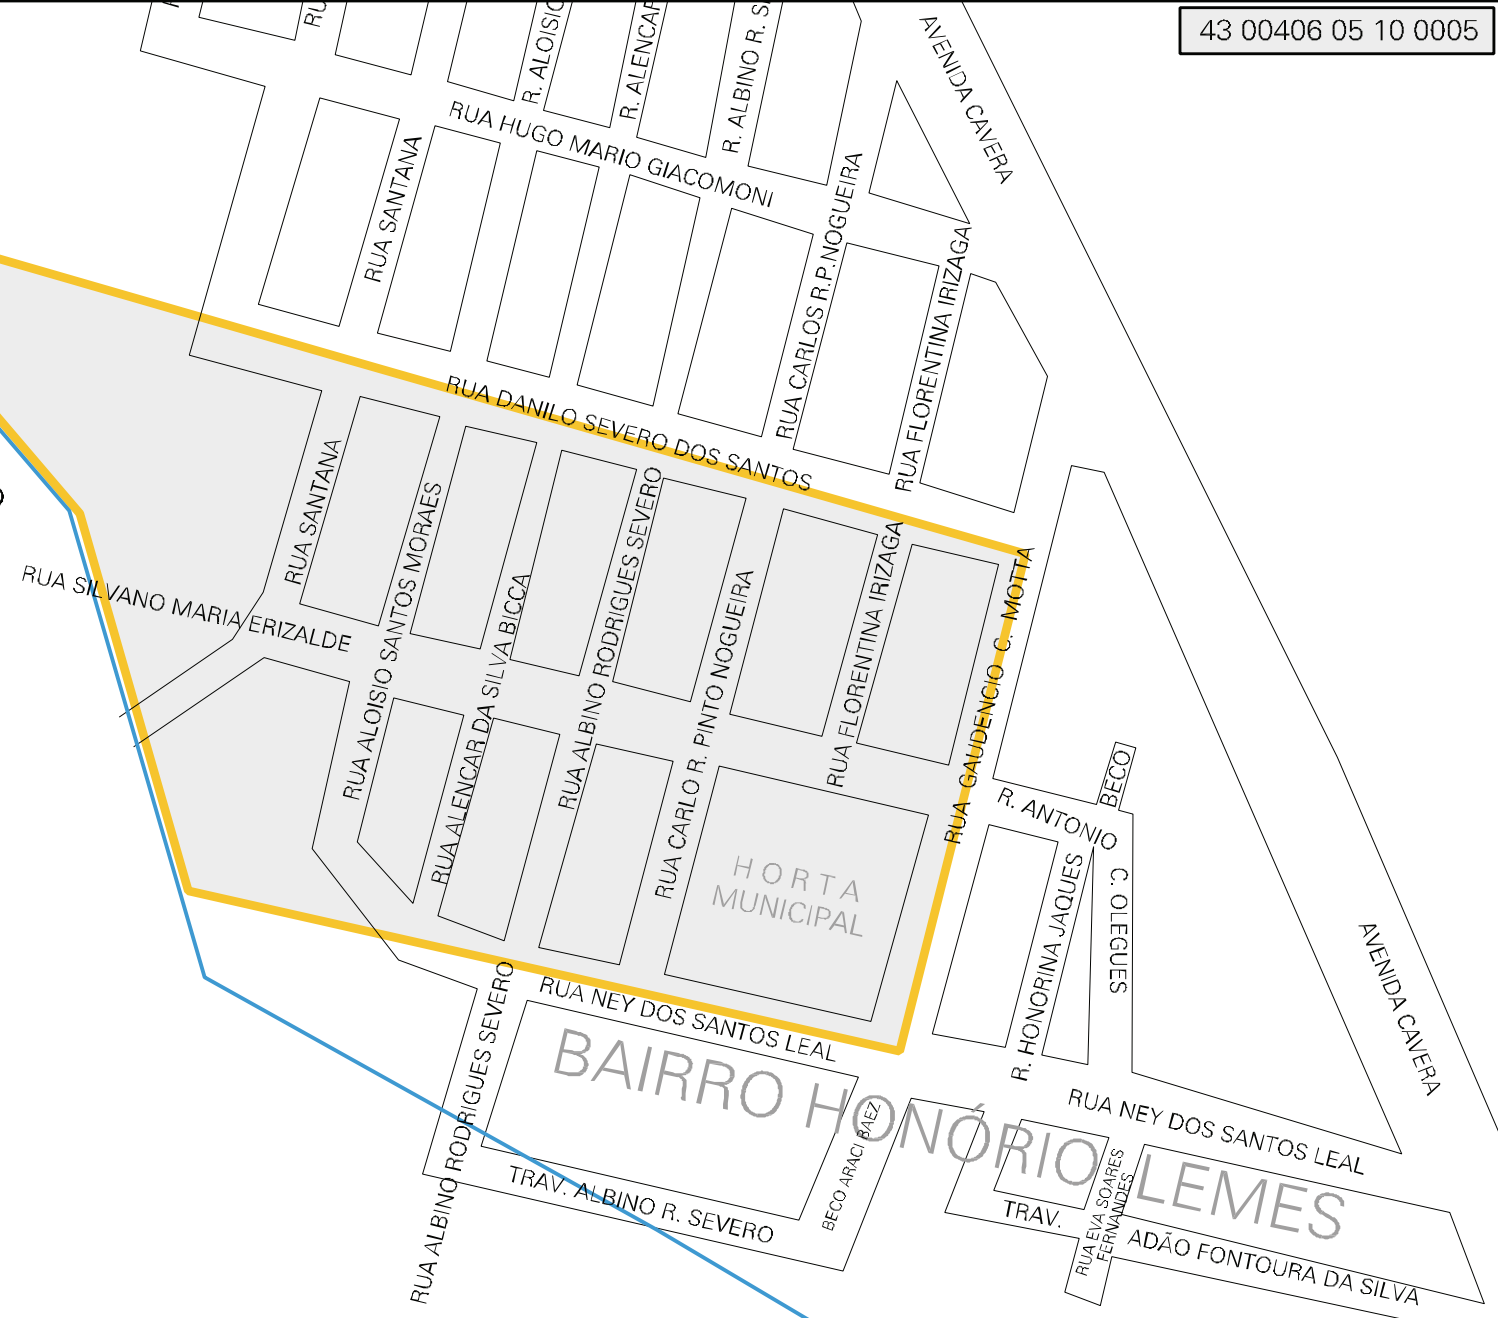 43 00406 05 10 0005
AVENIDA CAVERA
R. ALOISIO
R. ALENCAR
R. ALBINO R. S
RU
RUA HUGO MARIO GIACOMONI
RUA SANTANA
RUA CARLOS R.P.NOGUEIRA
RUA FLORENTINA IRIZAGA
RUA DANILO SEVERO DOS SANTOS
RUA SANTANA
RUA ALOISIO SANTOS MORAES
RUA ALENCAR DA SILVA BICCA
RUA ALBINO RODRIGUES SEVERO
RUA CARLO R. PINTO NOGUEIRA
RUA FLORENTINA IRIZAGA
RUA GAUDENCIO C. MOTTA
RUA SILVANO MARIA ERIZALDE
BECO
R. ANTONIO
C. OLEGUES
R. HONORINA JAQUES
HORTA
MUNICIPAL
AVENIDA CAVERA
RUA NEY DOS SANTOS LEAL
RUA ALBINO RODRIGUES SEVERO
BAIRRO HONÓRIO LEMES
RUA NEY DOS SANTOS LEAL
BECO ARACI BAEZ
TRAV. ALBINO R. SEVERO
RUA EVA SOARES
FERNANDES
TRAV.
ADÃO FONTOURA DA SILVA